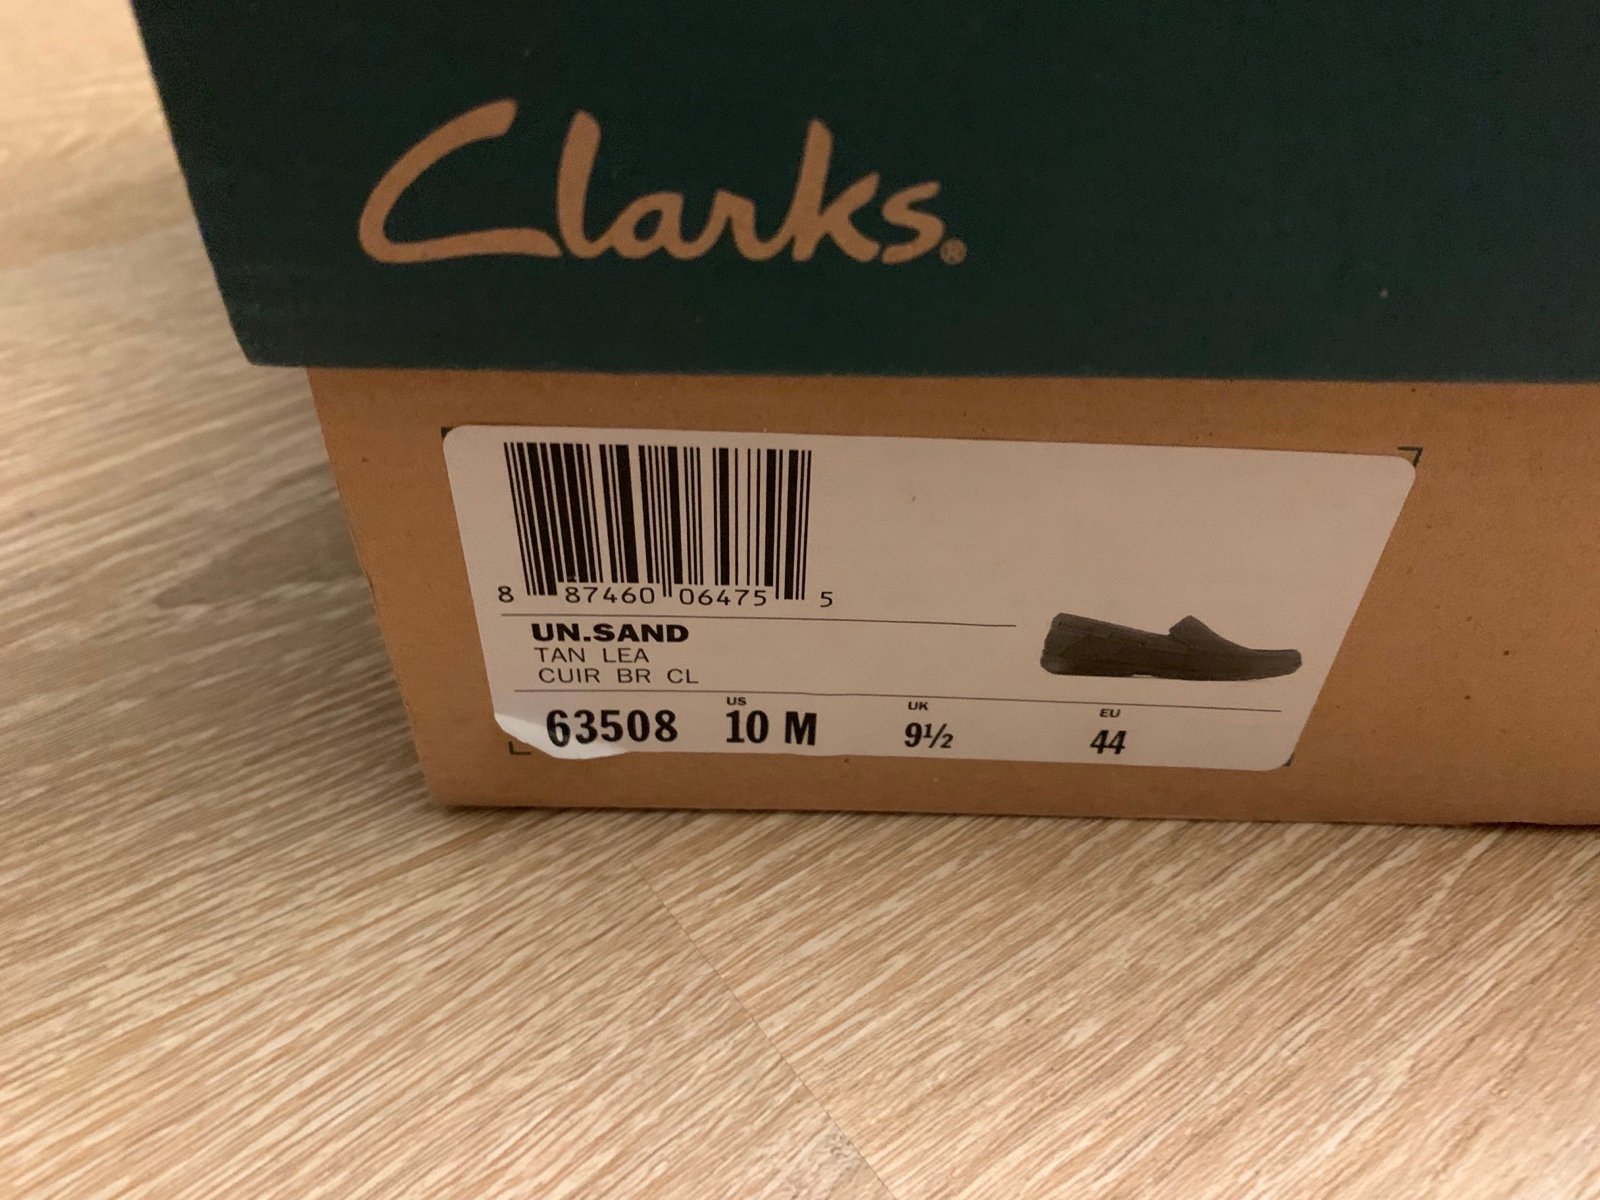 Clarks®
8 87460 06475 5
UN.SAND
TAN LEA
CUIR BR CL
US UK EU
63508 10 M 9½ 44